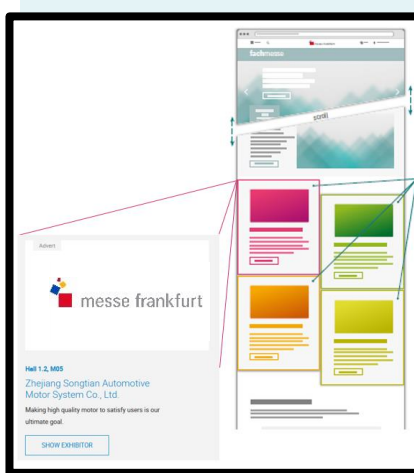 fachmesse
scroll
Advert
messe frankfurt
Hall 1.2, M05
Zhejiang Songtian Automotive
Motor System Co., Ltd.
Making high quality motor to satisfy users is our
ultimate goal.
SHOW EXHIBITOR